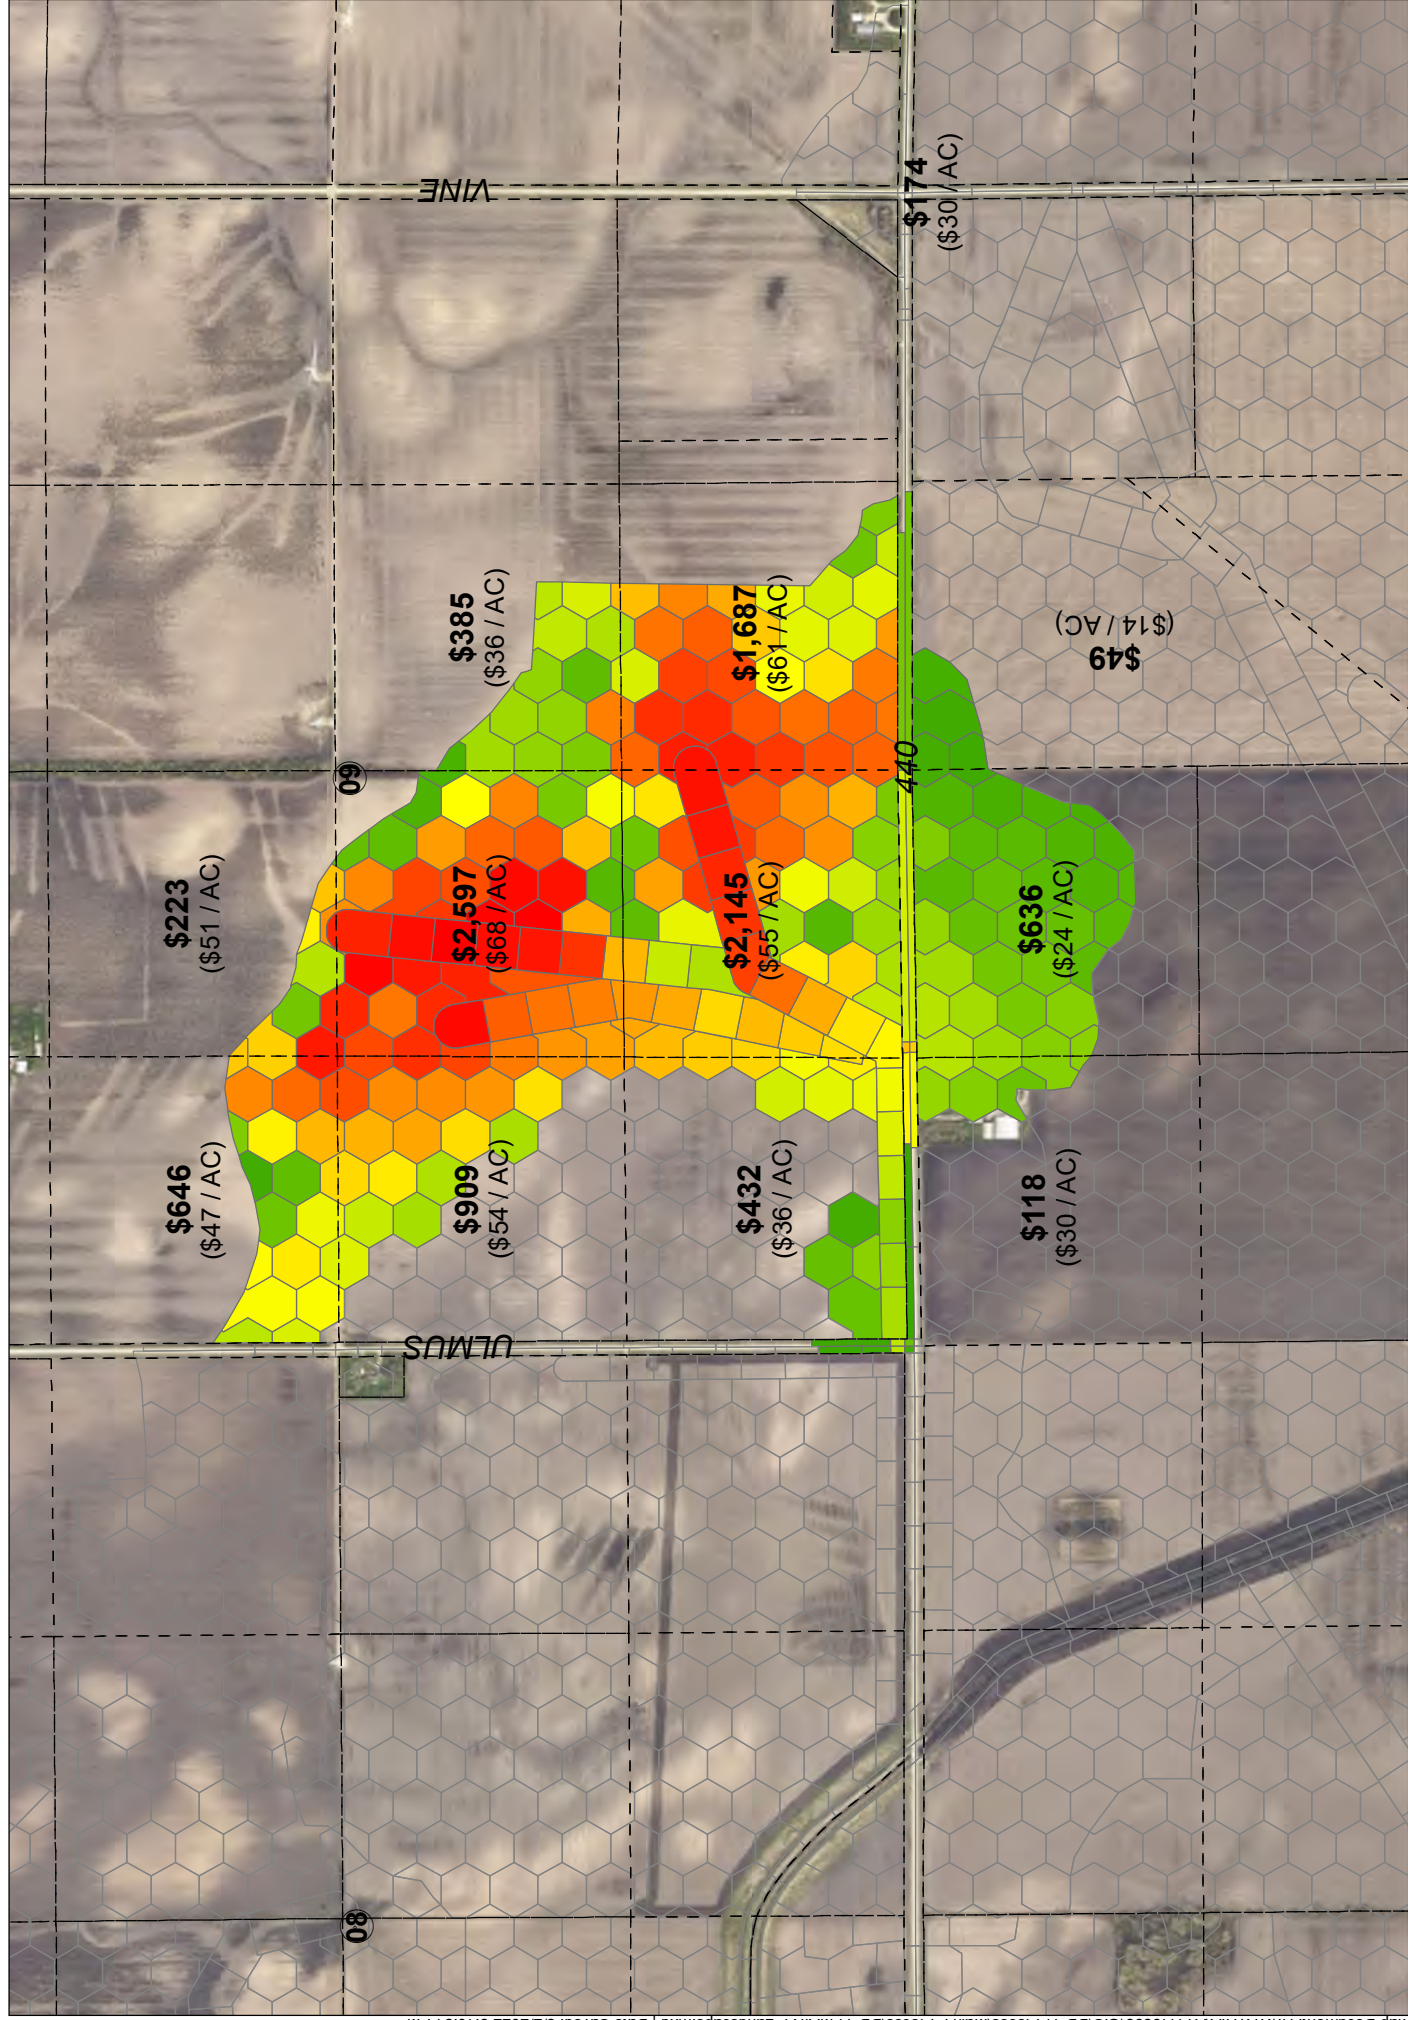 VINE
$174
($30 / AC)
$385
($36 / AC)
$1,687
($61 / AC)
$49
($14 / AC)
09
440
$223
($51 / AC)
$2,597
($68 / AC)
$2,145
($55 / AC)
$636
($24 / AC)
$646
($47 / AC)
$909
($54 / AC)
$432
($36 / AC)
$118
($30 / AC)
ULMUS
08